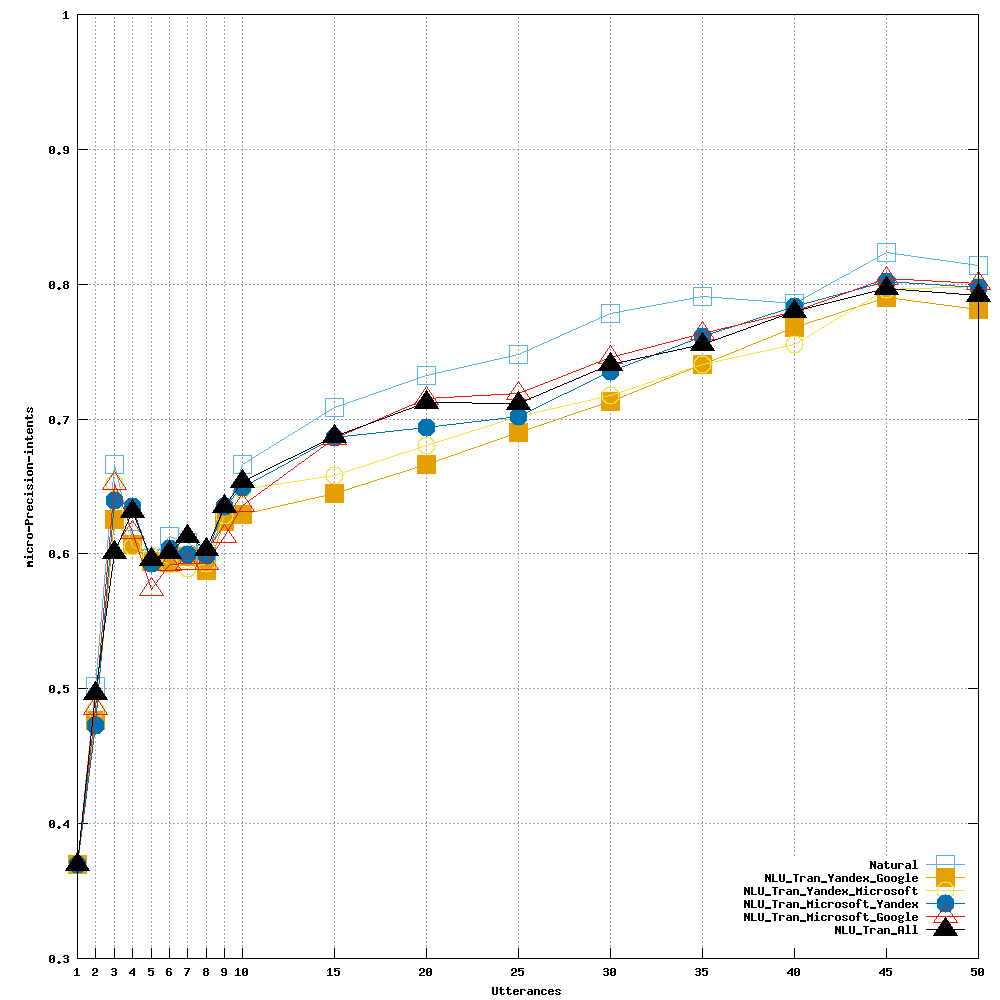 1
0.9
0.8
0.7
0.6
0.5
0.4
0.3
micro-Precision-intents
Natural
NLU_Tran_Yandex_Google
NLU_Tran_Yandex_Microsoft
NLU_Tran_Microsoft_Yandex
NLU_Tran_Microsoft_Google
NLU_Tran_All
1 2 3 4 5 6 7 8 9 10 15 20 25 30 35 40 45 50
Utterances